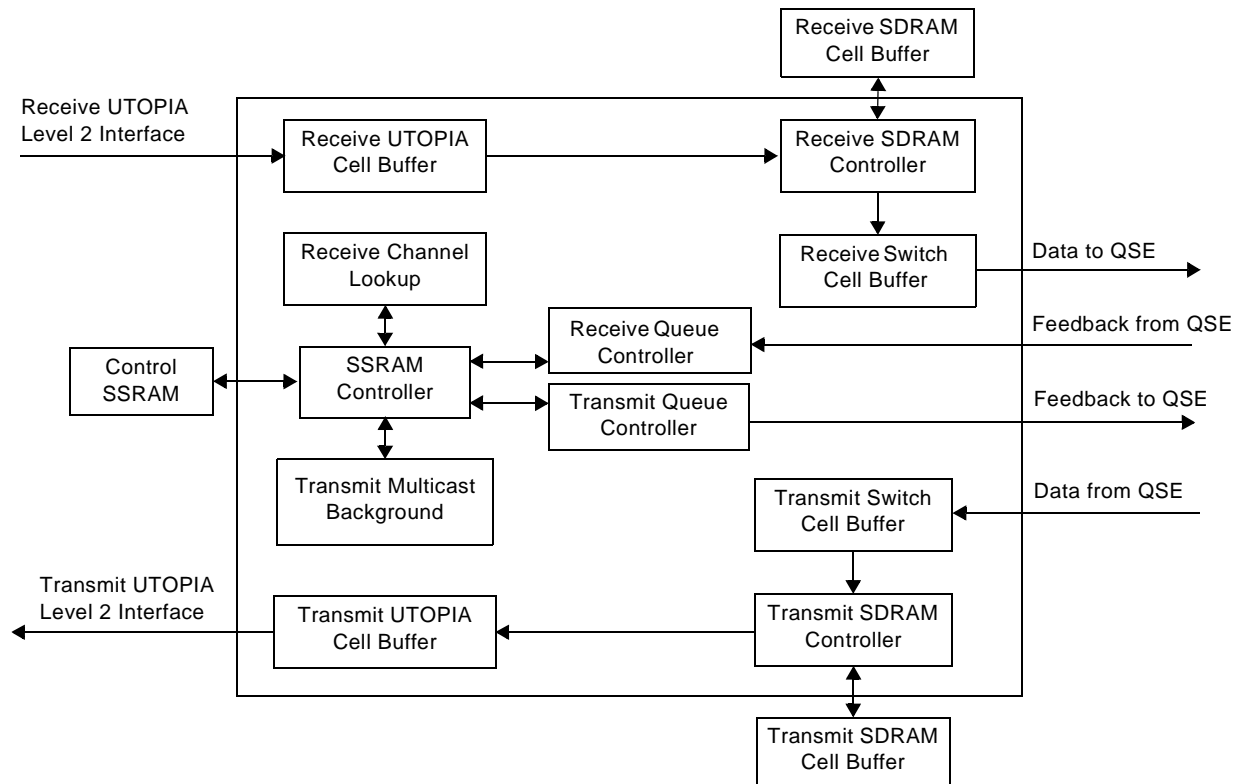 Receive SDRAM
Cell Buffer
Receive UTOPIA
Level 2 Interface
Receive UTOPIA
Cell Buffer
Receive SDRAM
Controller
Receive Channel
Lookup
Receive Switch
Cell Buffer
Data to QSE
Receive Queue
Controller
Feedback from QSE
Control
SSRAM
SSRAM
Controller
Transmit Queue
Controller
Feedback to QSE
Transmit Multicast
Background
Transmit Switch
Cell Buffer
Data from QSE
Transmit UTOPIA
Level 2 Interface
Transmit UTOPIA
Cell Buffer
Transmit SDRAM
Controller
Transmit SDRAM
Cell Buffer